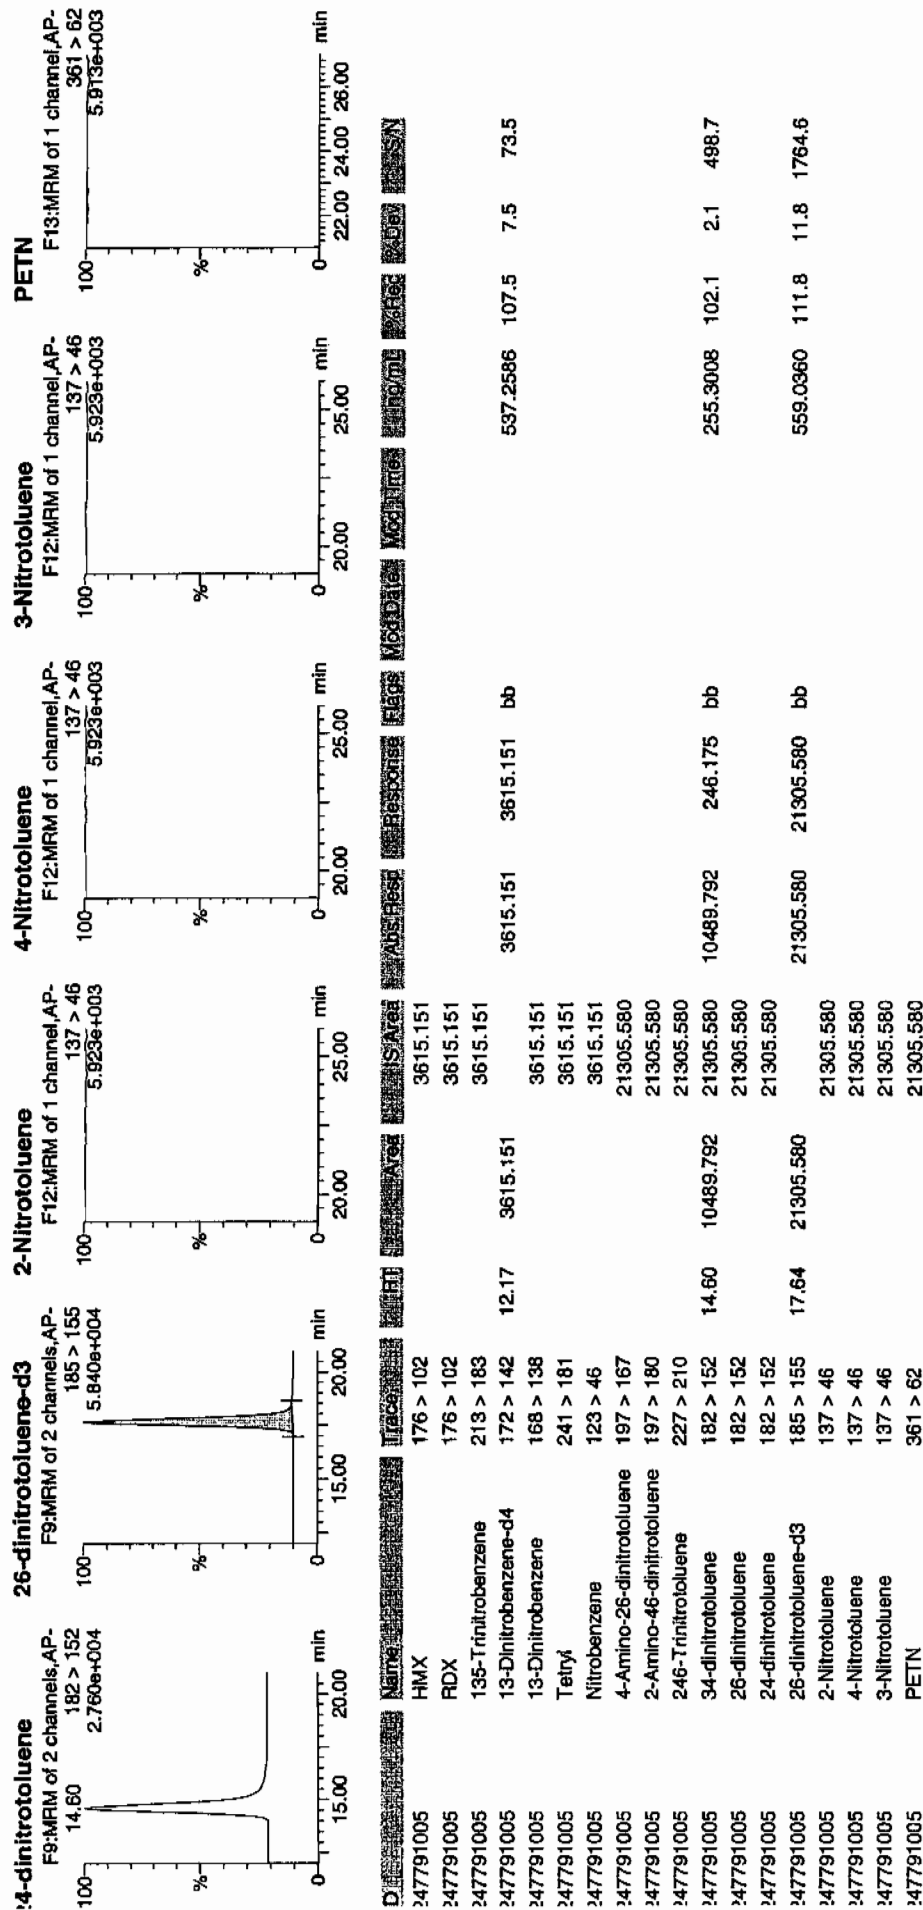 24-dinitrotoluene
F9:MRM of 2 channels,AP-
14.60 182 > 152
2.760e+004
100
%
0
15.00 20.00 min
26-dinitrotoluene-d3
F9:MRM of 2 channels,AP-
185 > 155
5.840e+004
100
%
0
15.00 20.00 min
2-Nitrotoluene
F12:MRM of 1 channel,AP-
137 > 46
5.923e+003
100
%
0
20.00 25.00 min
4-Nitrotoluene
F12:MRM of 1 channel,AP-
137 > 46
5.923e+003
100
%
0
20.00 25.00 min
3-Nitrotoluene
F12:MRM of 1 channel,AP-
137 > 46
5.923e+003
100
%
0
20.00 25.00 min
PETN
F13:MRM of 1 channel,AP-
361 > 62
5.913e+003
100
%
0
22.00 24.00 26.00 min
D Name Trace RT Area IS Area Abs.Resp Response Flags Mod.Dates Mod.Times ng/mL %Rec %Dev S/N
247791005 HMX 176 > 102 3615.151
247791005 RDX 176 > 102 3615.151
247791005 135-Trinitrobenzene 213 > 183 3615.151
247791005 13-Dinitrobenzene-d4 172 > 142 12.17 3615.151 3615.151 3615.151 bb 537.2586 107.5 7.5 73.5
247791005 13-Dinitrobenzene 168 > 138 3615.151
247791005 Tetryl 241 > 181 3615.151
247791005 Nitrobenzene 123 > 46 3615.151
247791005 4-Amino-26-dinitrotoluene 197 > 167 21305.580
247791005 2-Amino-46-dinitrotoluene 197 > 180 21305.580
247791005 246-Trinitrotoluene 227 > 210 21305.580
247791005 34-dinitrotoluene 182 > 152 14.60 10489.792 21305.580 10489.792 246.175 bb 255.3008 102.1 2.1 498.7
247791005 26-dinitrotoluene 182 > 152 21305.580
247791005 24-dinitrotoluene 182 > 152 21305.580
247791005 26-dinitrotoluene-d3 185 > 155 17.64 21305.580 21305.580 21305.580 bb 559.0360 111.8 11.8 1764.6
247791005 2-Nitrotoluene 137 > 46 21305.580
247791005 4-Nitrotoluene 137 > 46 21305.580
247791005 3-Nitrotoluene 137 > 46 21305.580
247791005 PETN 361 > 62 21305.580